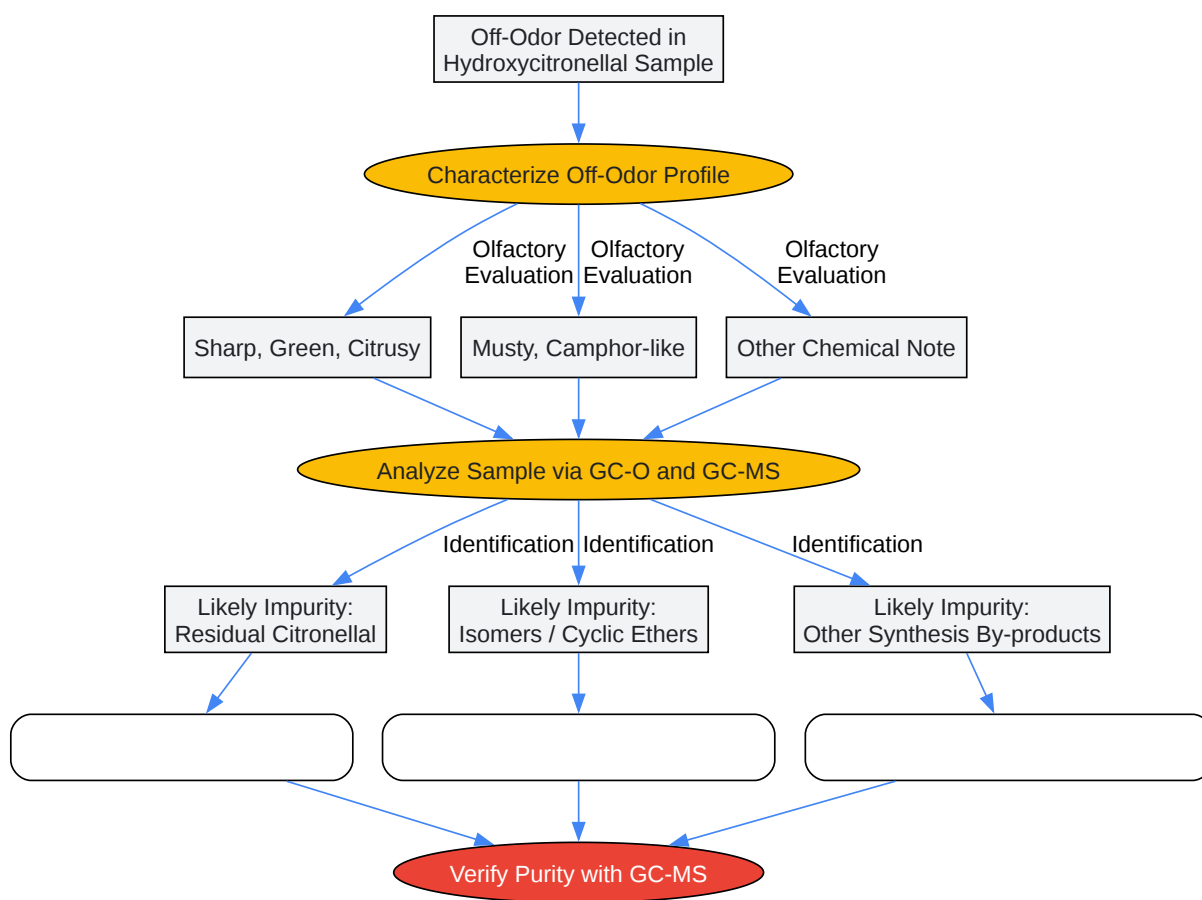 Off-Odor Detected in
Hydroxycitronellal Sample
Characterize Off-Odor Profile
Olfactory
Evaluation
Olfactory
Evaluation
Olfactory
Evaluation
Sharp, Green, Citrusy
Musty, Camphor-like
Other Chemical Note
Analyze Sample via GC-O and GC-MS
Identification
Identification
Identification
Likely Impurity:
Residual Citronellal
Likely Impurity:
Isomers / Cyclic Ethers
Likely Impurity:
Other Synthesis By-products
Verify Purity with GC-MS